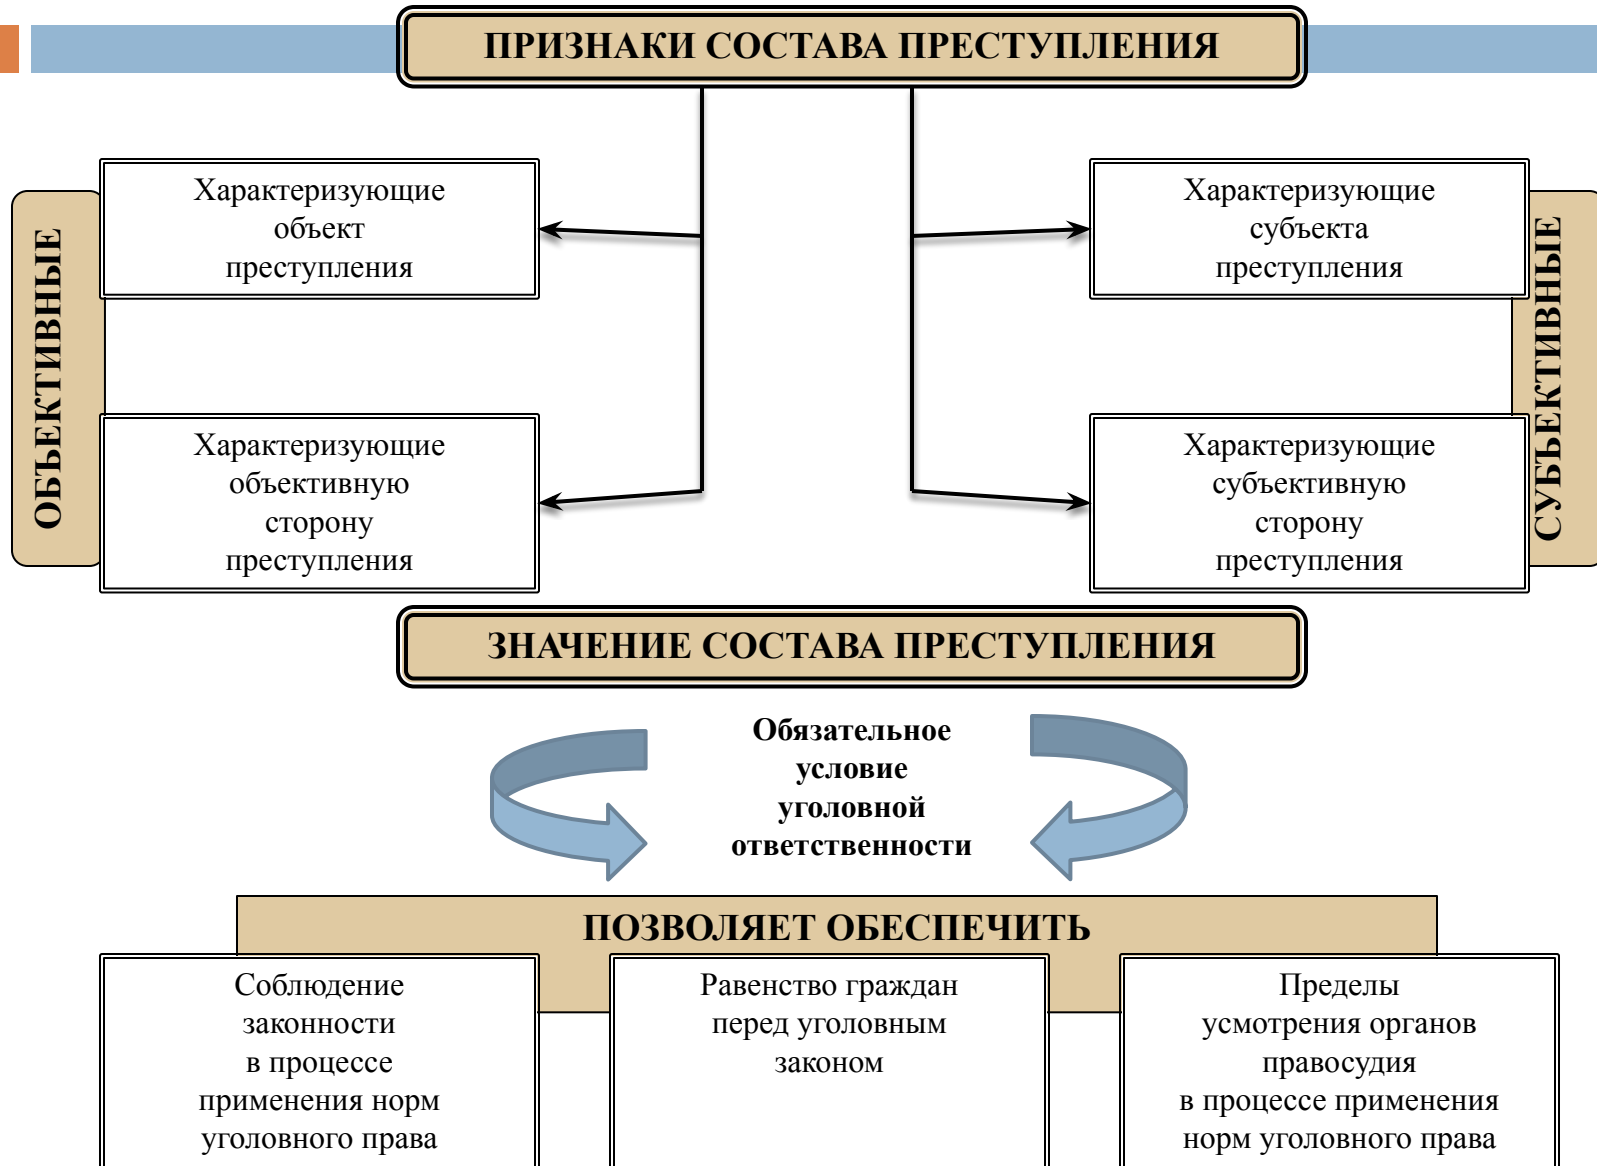 ПРИЗНАКИ СОСТАВА ПРЕСТУПЛЕНИЯ
ОБЪЕКТИВНЫЕ
Характеризующие
объект
преступления
Характеризующие
объективную
сторону
преступления
Характеризующие
субъекта
преступления
Характеризующие
субъективную
сторону
преступления
СУБЪЕКТИВНЫЕ
ЗНАЧЕНИЕ СОСТАВА ПРЕСТУПЛЕНИЯ
Обязательное
условие
уголовной
ответственности
ПОЗВОЛЯЕТ ОБЕСПЕЧИТЬ
Соблюдение
законности
в процессе
применения норм
уголовного права
Равенство граждан
перед уголовным
законом
Пределы
усмотрения органов
правосудия
в процессе применения
норм уголовного права